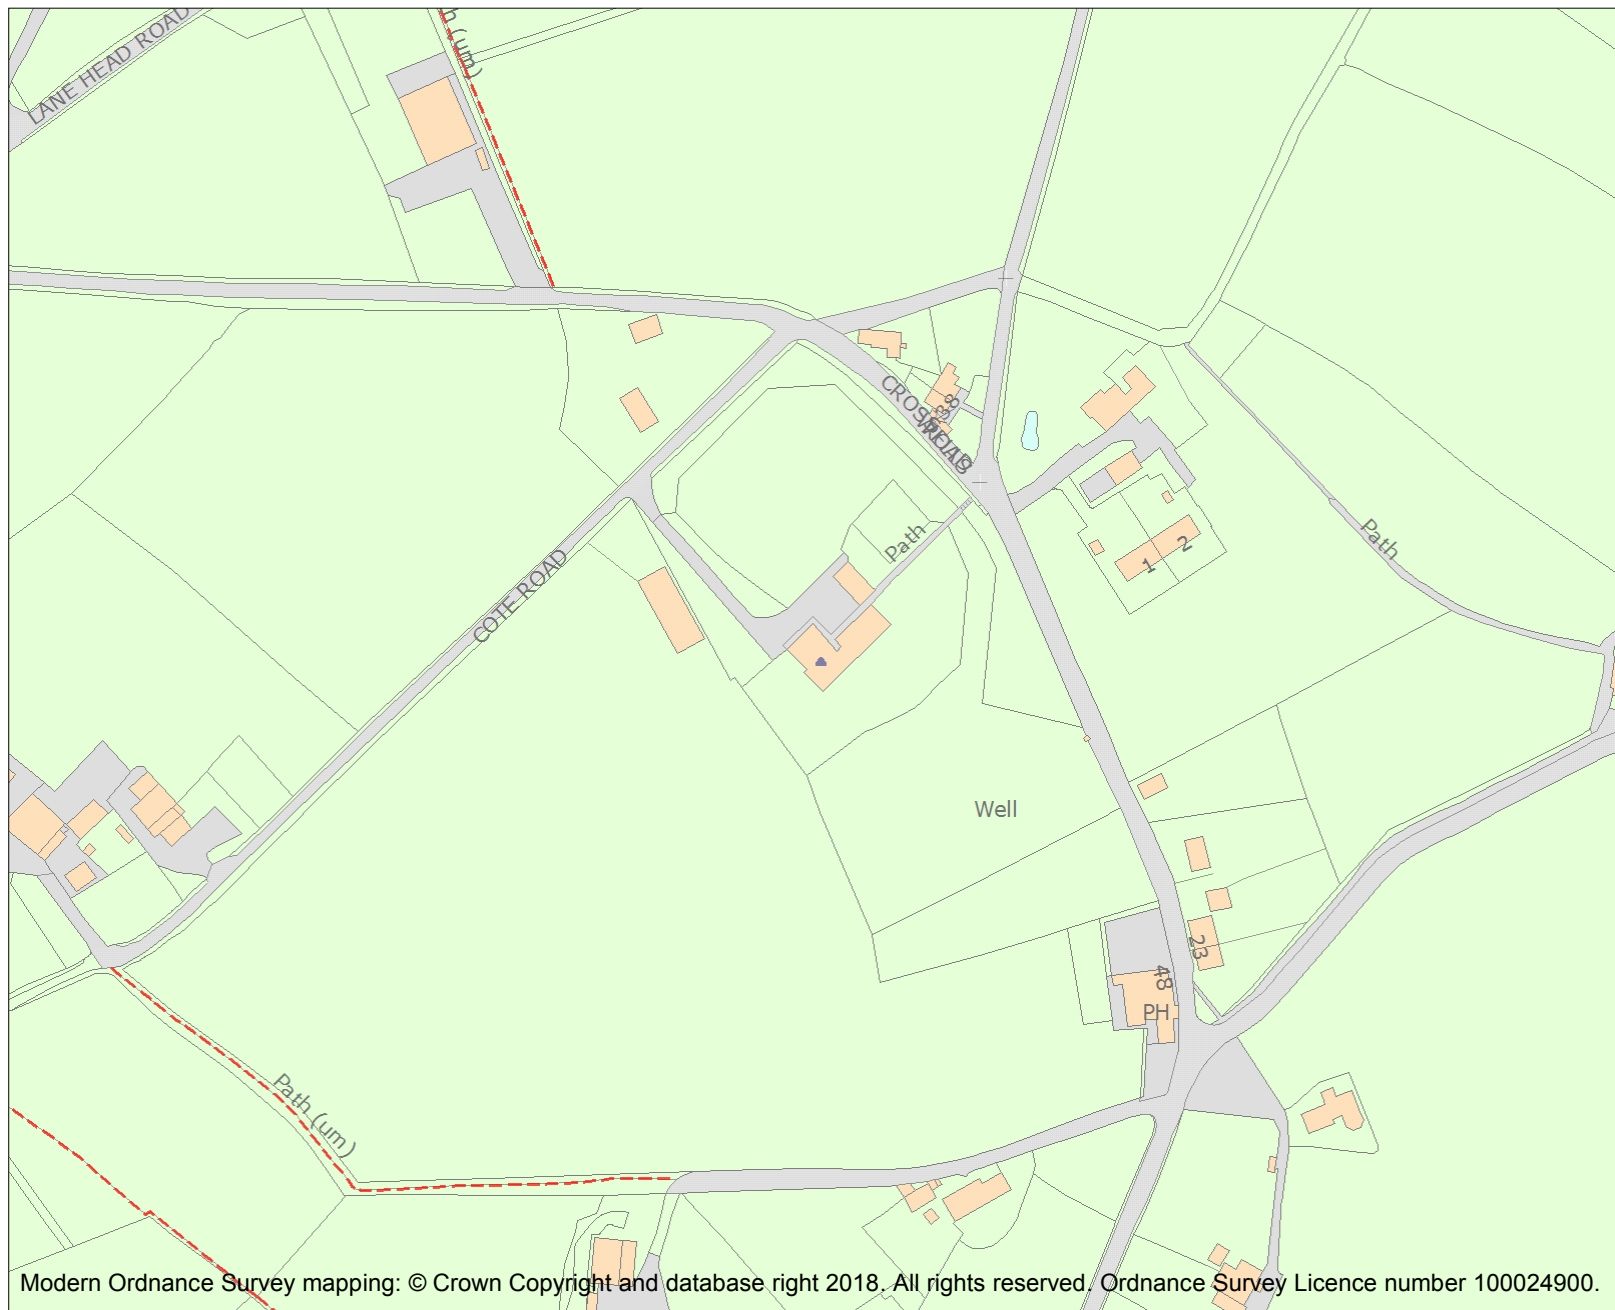 LANE HEAD ROAD
h (um)
38
ROAD
COTE ROAD
Path
Path
1
2
Well
23
48
PH
Path (um)
Modern Ordnance Survey mapping: © Crown Copyright and database right 2018. All rights reserved. Ordnance Survey Licence number 100024900.